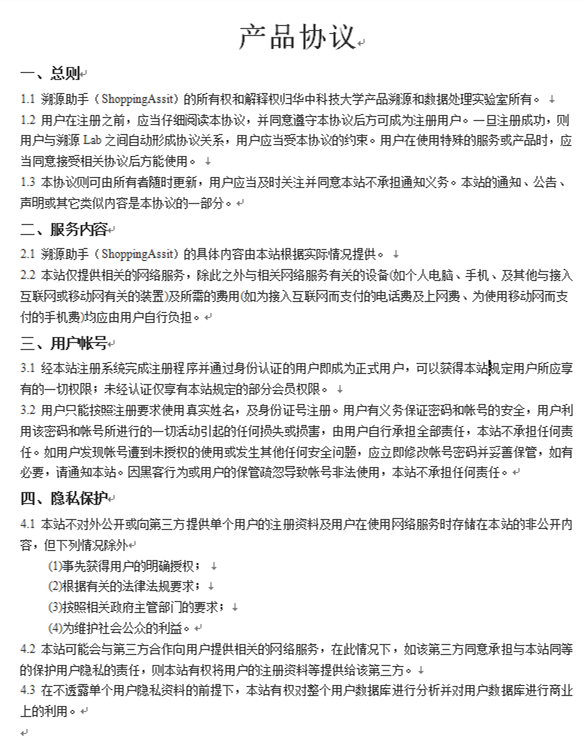 产品协议
一、总则
1.1 溯源助手（ShoppingAssit）的所有权和解释权归华中科技大学产品溯源和数据处理实验室所有。
1.2 用户在注册之前，应当仔细阅读本协议，并同意遵守本协议后方可成为注册用户。一旦注册成功，则
用户与溯源 Lab 之间自动形成协议关系，用户应当受本协议的约束。用户在使用特殊的服务或产品时，应
当同意接受相关协议后方能使用。
1.3 本协议则可由所有者随时更新，用户应当及时关注并同意本站不承担通知义务。本站的通知、公告、
声明或其它类似内容是本协议的一部分。
二、服务内容
2.1 溯源助手（ShoppingAssit）的具体内容由本站根据实际情况提供。
2.2 本站仅提供相关的网络服务，除此之外与相关网络服务有关的设备(如个人电脑、手机、及其他与接入
互联网或移动网有关的装置)及所需的费用(如为接入互联网而支付的电话费及上网费、为使用移动网而支
付的手机费)均应由用户自行负担。
三、用户帐号
3.1 经本站注册系统完成注册程序并通过身份认证的用户即成为正式用户，可以获得本站规定用户所应享
有的一切权限；未经认证仅享有本站规定的部分会员权限。
3.2 用户只能按照注册要求使用真实姓名，及身份证号注册。用户有义务保证密码和帐号的安全，用户利
用该密码和帐号所进行的一切活动引起的任何损失或损害，由用户自行承担全部责任，本站不承担任何责
任。如用户发现帐号遭到未授权的使用或发生其他任何安全问题，应立即修改帐号密码并妥善保管，如有
必要，请通知本站。因黑客行为或用户的保管疏忽导致帐号非法使用，本站不承担任何责任。
四、隐私保护
4.1 本站不对外公开或向第三方提供单个用户的注册资料及用户在使用网络服务时存储在本站的非公开内
容，但下列情况除外
(1)事先获得用户的明确授权；
(2)根据有关的法律法规要求；
(3)按照相关政府主管部门的要求；
(4)为维护社会公众的利益。
4.2 本站可能会与第三方合作向用户提供相关的网络服务，在此情况下，如该第三方同意承担与本站同等
的保护用户隐私的责任，则本站有权将用户的注册资料等提供给该第三方。
4.3 在不透露单个用户隐私资料的前提下，本站有权对整个用户数据库进行分析并对用户数据库进行商业
上的利用。